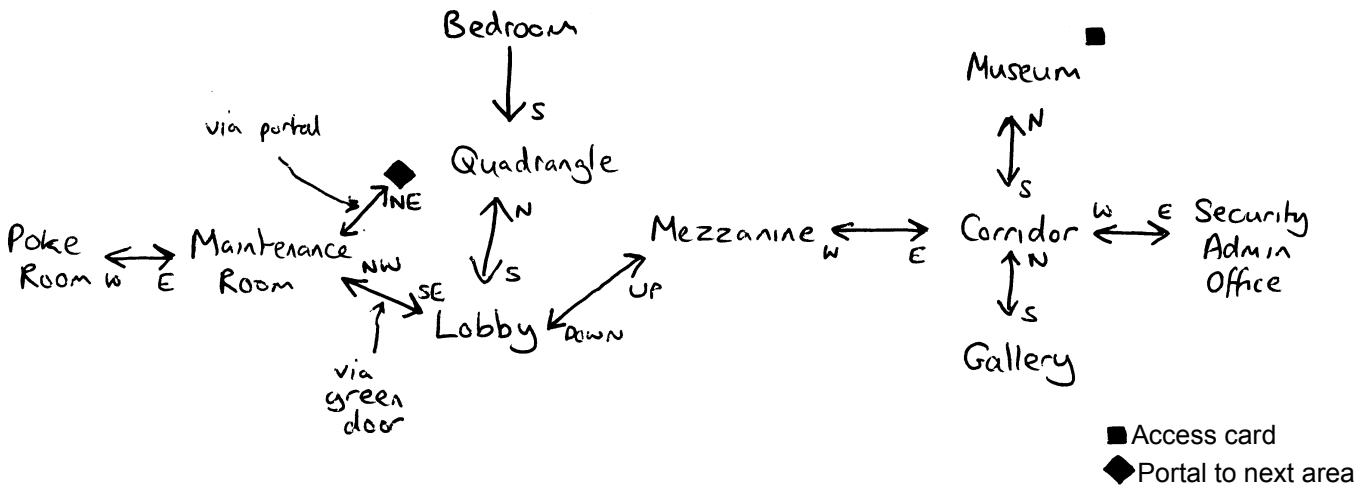 Bedroom
S
Museum
via portal
N
Quadrangle
NE
S
N
W
E
Security
Admin
Office
Poke
Room
W
E
Maintenance
Room
Mezzanine
W
E
Corridor
N
NW
SE
S
UP
S
Lobby
DOWN
Gallery
via
green
door
Access card
Portal to next area